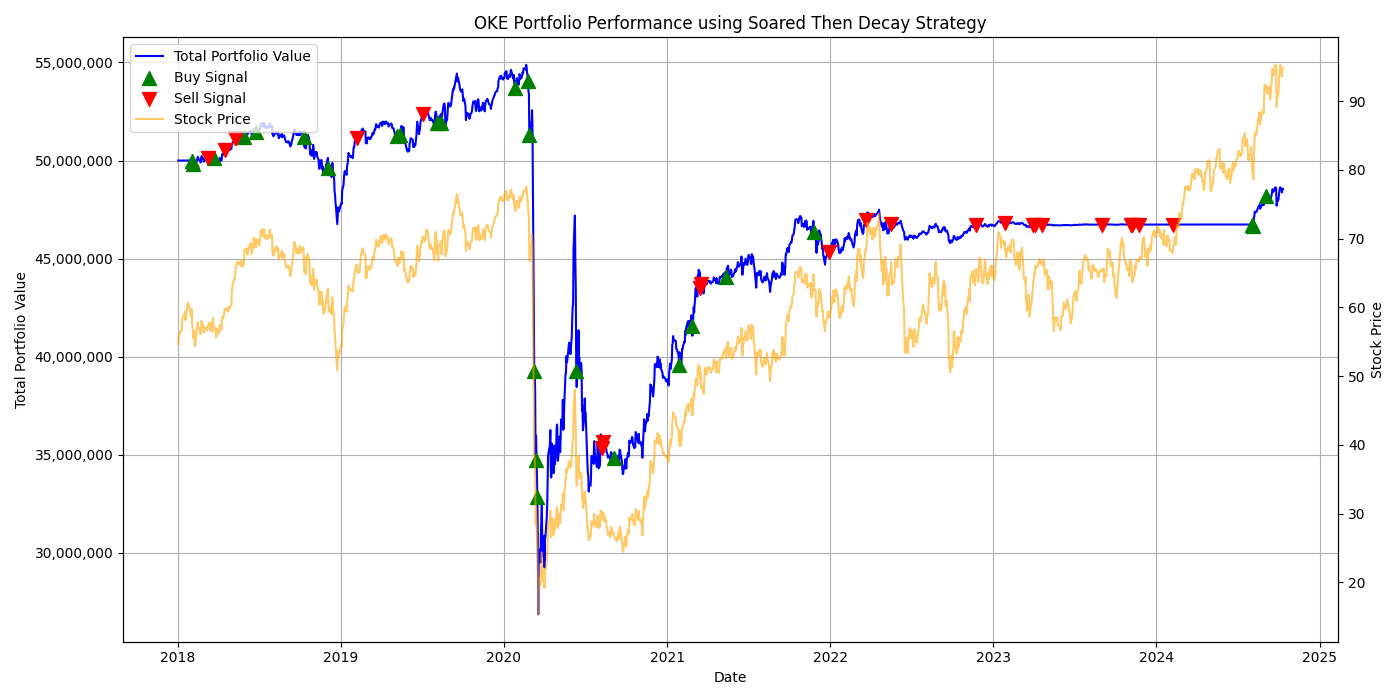 OKE Portfolio Performance using Soared Then Decay Strategy
Total Portfolio Value
Buy Signal
Sell Signal
Stock Price
55,000,000
50,000,000
45,000,000
40,000,000
35,000,000
30,000,000
Total Portfolio Value
90
80
70
60
50
40
30
20
Stock Price
2018
2019
2020
2021
2022
2023
2024
2025
Date